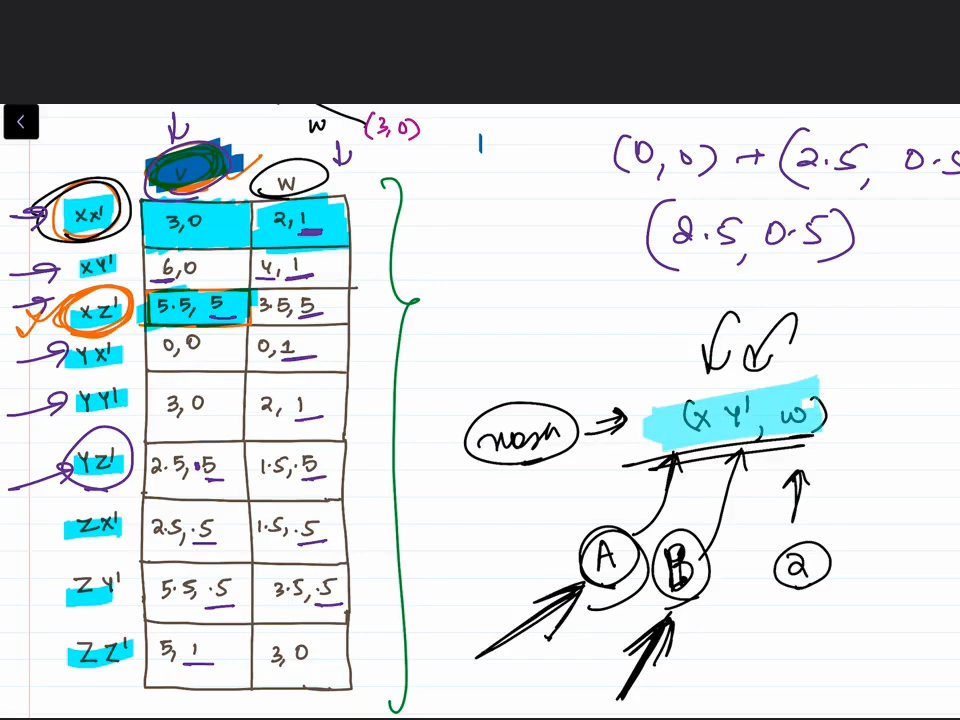 W (3,0)
(0,0) → (2.5, 0.5
(2.5, 0.5)
V W
XX' 3,0 2,1
XY' 6,0 4,1
XZ' 5.5, 5 3.5, 5
YX' 0,0 0,1
YY' 3,0 2,1
YZ' 2.5, .5 1.5, .5
ZX' 2.5, .5 1.5, .5
ZY' 5.5, .5 3.5, .5
ZZ' 5,1 3,0
Nash ⇒ (XY', W)
A B 2